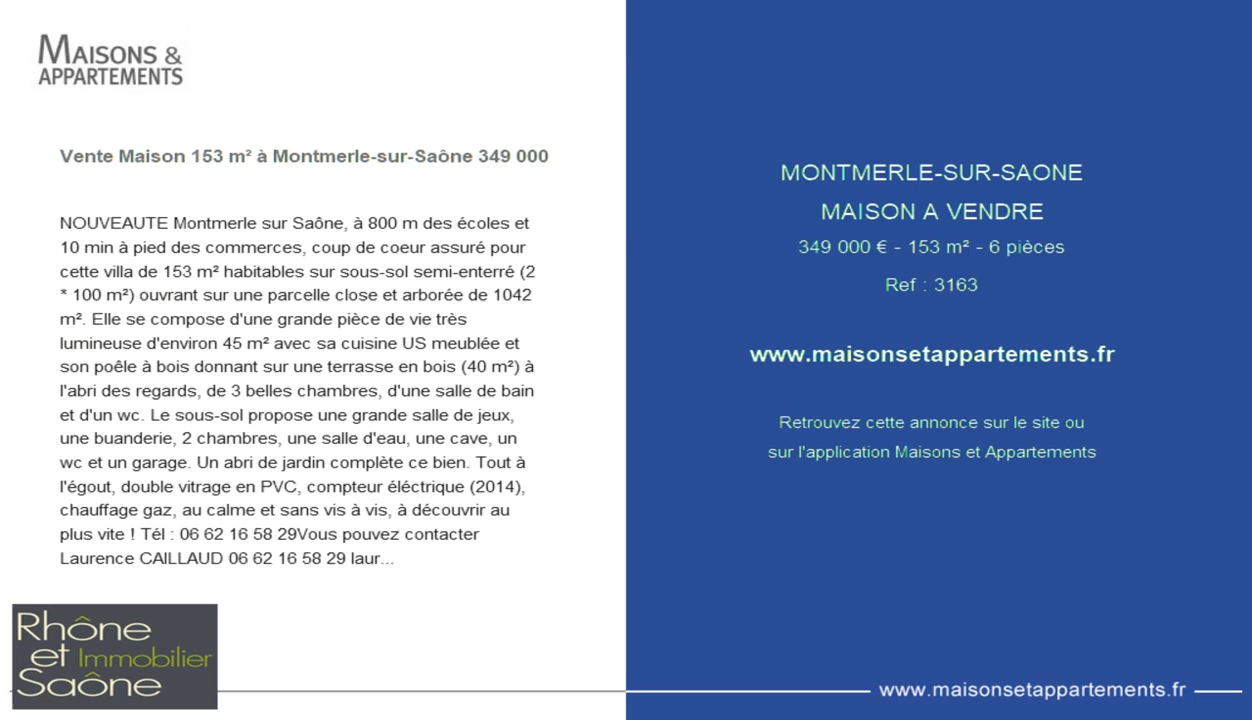 MAISONS &
APPARTEMENTS
Vente Maison 153 m² à Montmerle-sur-Saône 349 000
NOUVEAUTE Montmerle sur Saône, à 800 m des écoles et
10 min à pied des commerces, coup de coeur assuré pour
cette villa de 153 m² habitables sur sous-sol semi-enterré (2
* 100 m²) ouvrant sur une parcelle close et arborée de 1042
m². Elle se compose d'une grande pièce de vie très
lumineuse d'environ 45 m² avec sa cuisine US meublée et
son poêle à bois donnant sur une terrasse en bois (40 m²) à
l'abri des regards, de 3 belles chambres, d'une salle de bain
et d'un wc. Le sous-sol propose une grande salle de jeux,
une buanderie, 2 chambres, une salle d'eau, une cave, un
wc et un garage. Un abri de jardin complète ce bien. Tout à
l'égout, double vitrage en PVC, compteur éléctrique (2014),
chauffage gaz, au calme et sans vis à vis, à découvrir au
plus vite ! Tél : 06 62 16 58 29Vous pouvez contacter
Laurence CAILLAUD 06 62 16 58 29 laur...
Rhône
et Immobilier
Saône
MONTMERLE-SUR-SAONE
MAISON A VENDRE
349 000 € - 153 m² - 6 pièces
Ref : 3163
www.maisonsetappartements.fr
Retrouvez cette annonce sur le site ou
sur l'application Maisons et Appartements
www.maisonsetappartements.fr